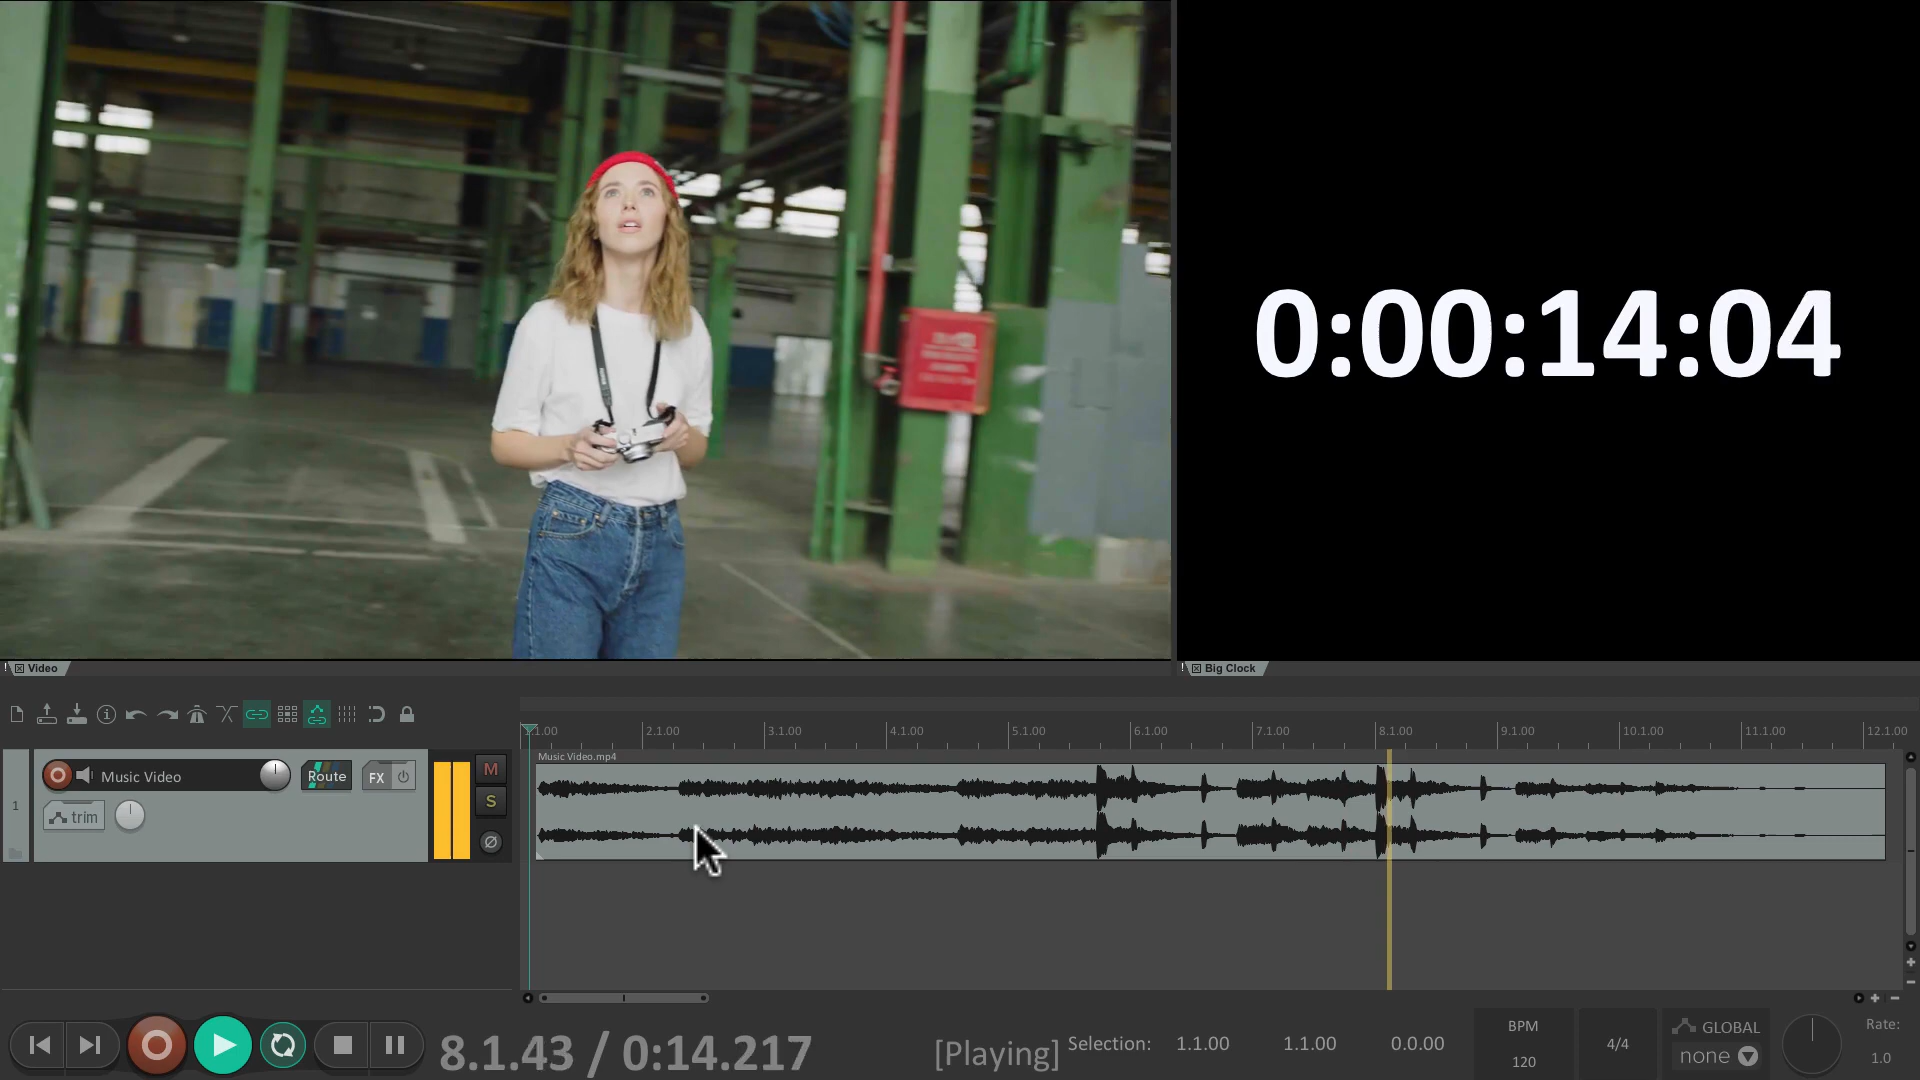 0:00:14:04
Video
Big Clock
1.1.00 2.1.00 3.1.00 4.1.00 5.1.00 6.1.00 7.1.00 8.1.00 9.1.00 10.1.00 11.1.00 12.1.00
Music Video.mp4
1
Music Video
Route
FX
M
S
trim
8.1.43 / 0:14.217
[Playing]
Selection:
1.1.00
1.1.00
0.0.00
BPM
120
4/4
GLOBAL
none
Rate:
1.0